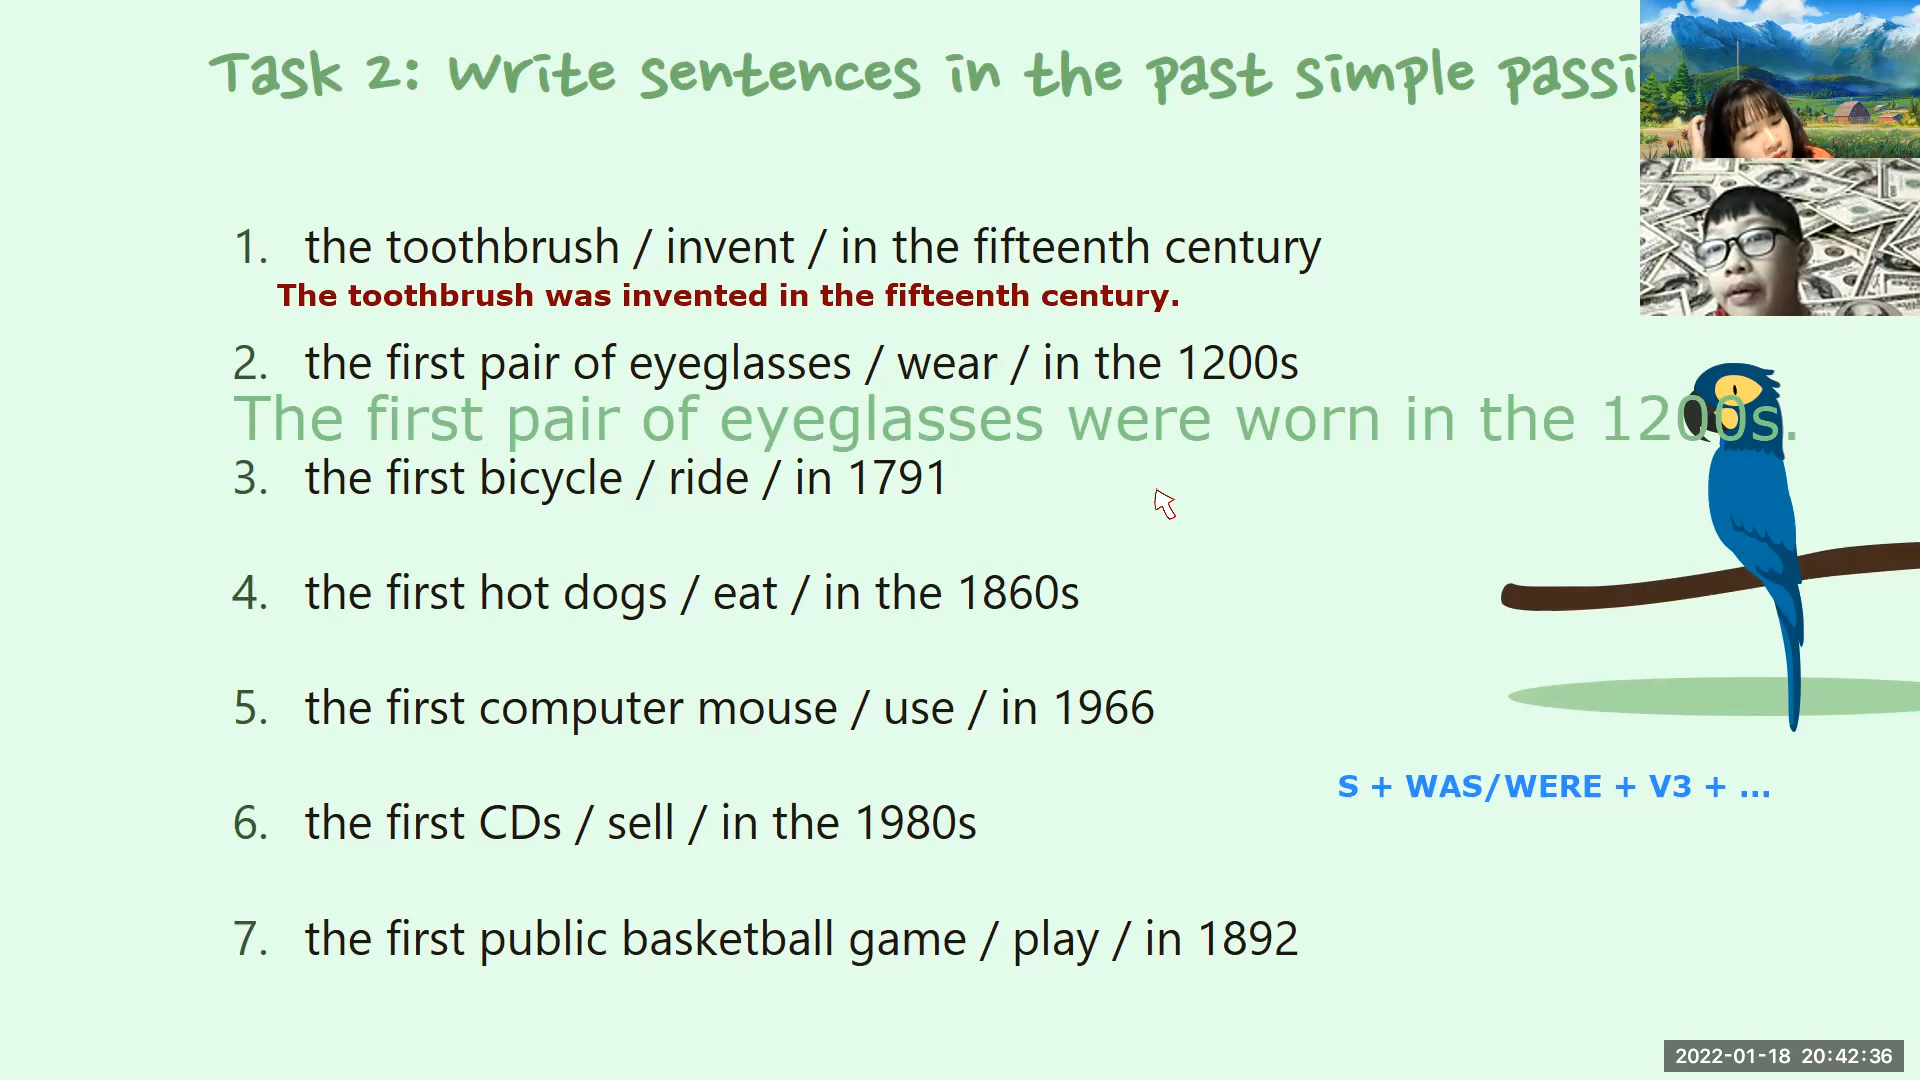 Task 2: Write sentences in the past simple passi
1. the toothbrush / invent / in the fifteenth century
The toothbrush was invented in the fifteenth century.
2. the first pair of eyeglasses / wear / in the 1200s
The first pair of eyeglasses were worn in the 1200s.
3. the first bicycle / ride / in 1791
4. the first hot dogs / eat / in the 1860s
5. the first computer mouse / use / in 1966
S + WAS/WERE + V3 + ...
6. the first CDs / sell / in the 1980s
7. the first public basketball game / play / in 1892
2022-01-18 20:42:36